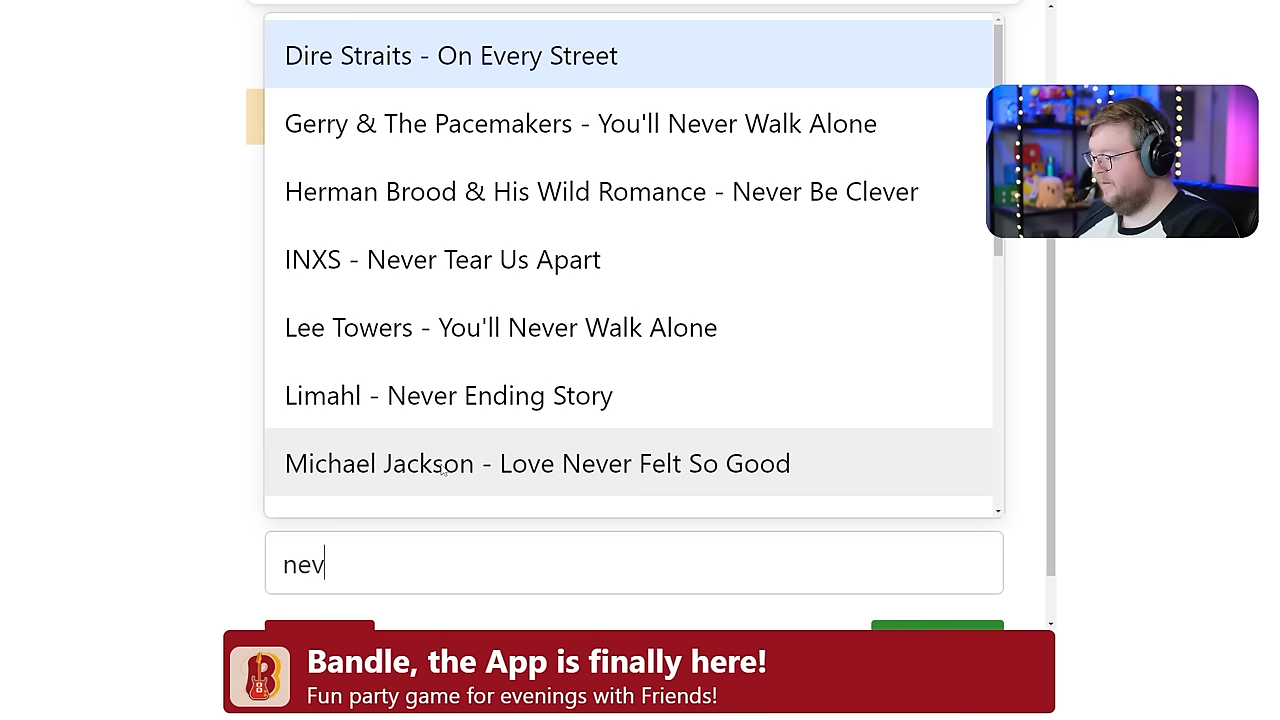 Dire Straits - On Every Street
Gerry & The Pacemakers - You'll Never Walk Alone
Herman Brood & His Wild Romance - Never Be Clever
INXS - Never Tear Us Apart
Lee Towers - You'll Never Walk Alone
Limahl - Never Ending Story
Michael Jackson - Love Never Felt So Good
nev
Bandle, the App is finally here!
Fun party game for evenings with Friends!